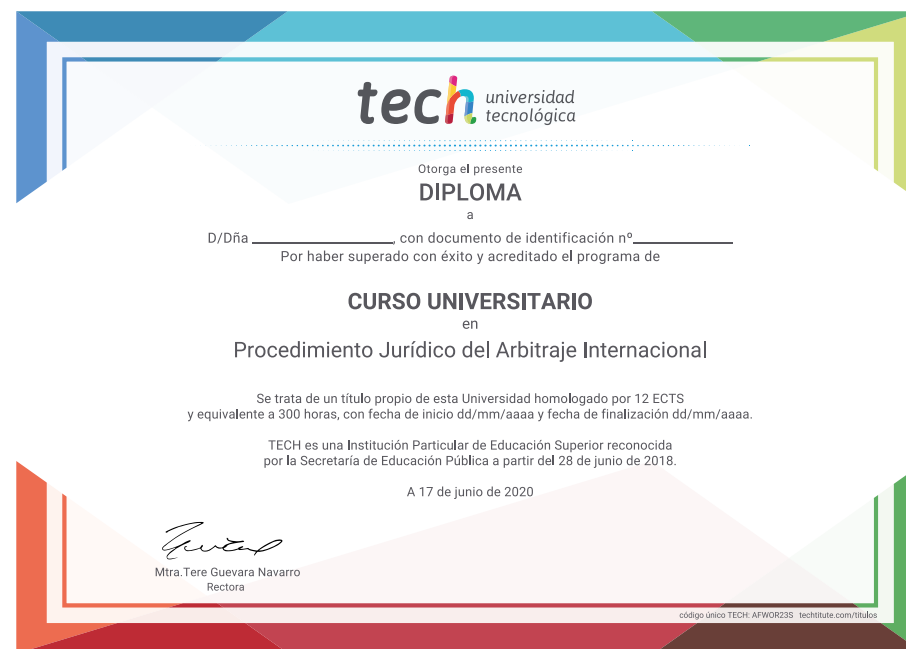 tech universidad
tecnológica
Otorga el presente
DIPLOMA
a
D/Dña ____________________, con documento de identificación nº______________
Por haber superado con éxito y acreditado el programa de
CURSO UNIVERSITARIO
en
Procedimiento Jurídico del Arbitraje Internacional
Se trata de un título propio de esta Universidad homologado por 12 ECTS
y equivalente a 300 horas, con fecha de inicio dd/mm/aaaa y fecha de finalización dd/mm/aaaa.
TECH es una Institución Particular de Educación Superior reconocida
por la Secretaría de Educación Pública a partir del 28 de junio de 2018.
A 17 de junio de 2020
Mtra.Tere Guevara Navarro
Rectora
código único TECH: AFWOR23S techtitute.com/titulos